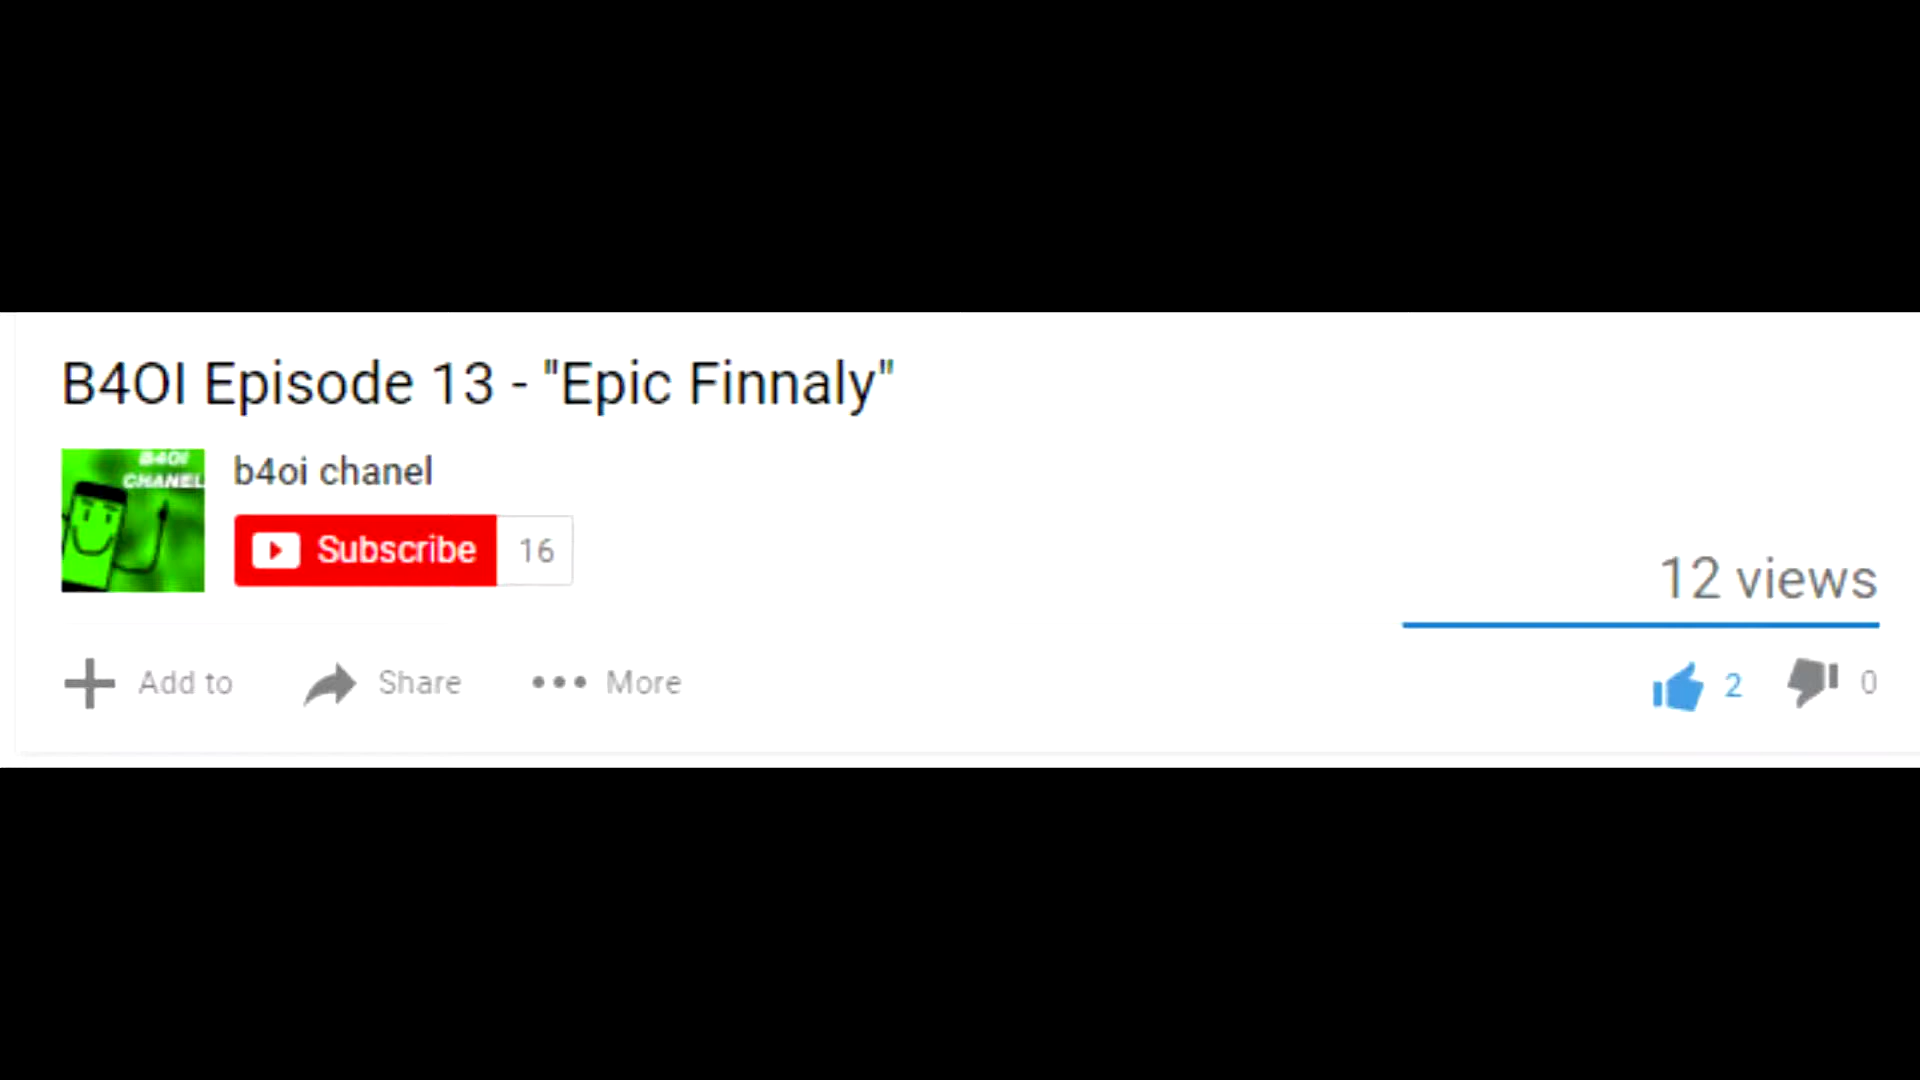 B4OI Episode 13 - "Epic Finnaly"
B4OI
CHANEL
b4oi chanel
Subscribe 16
12 views
Add to Share More 2 0